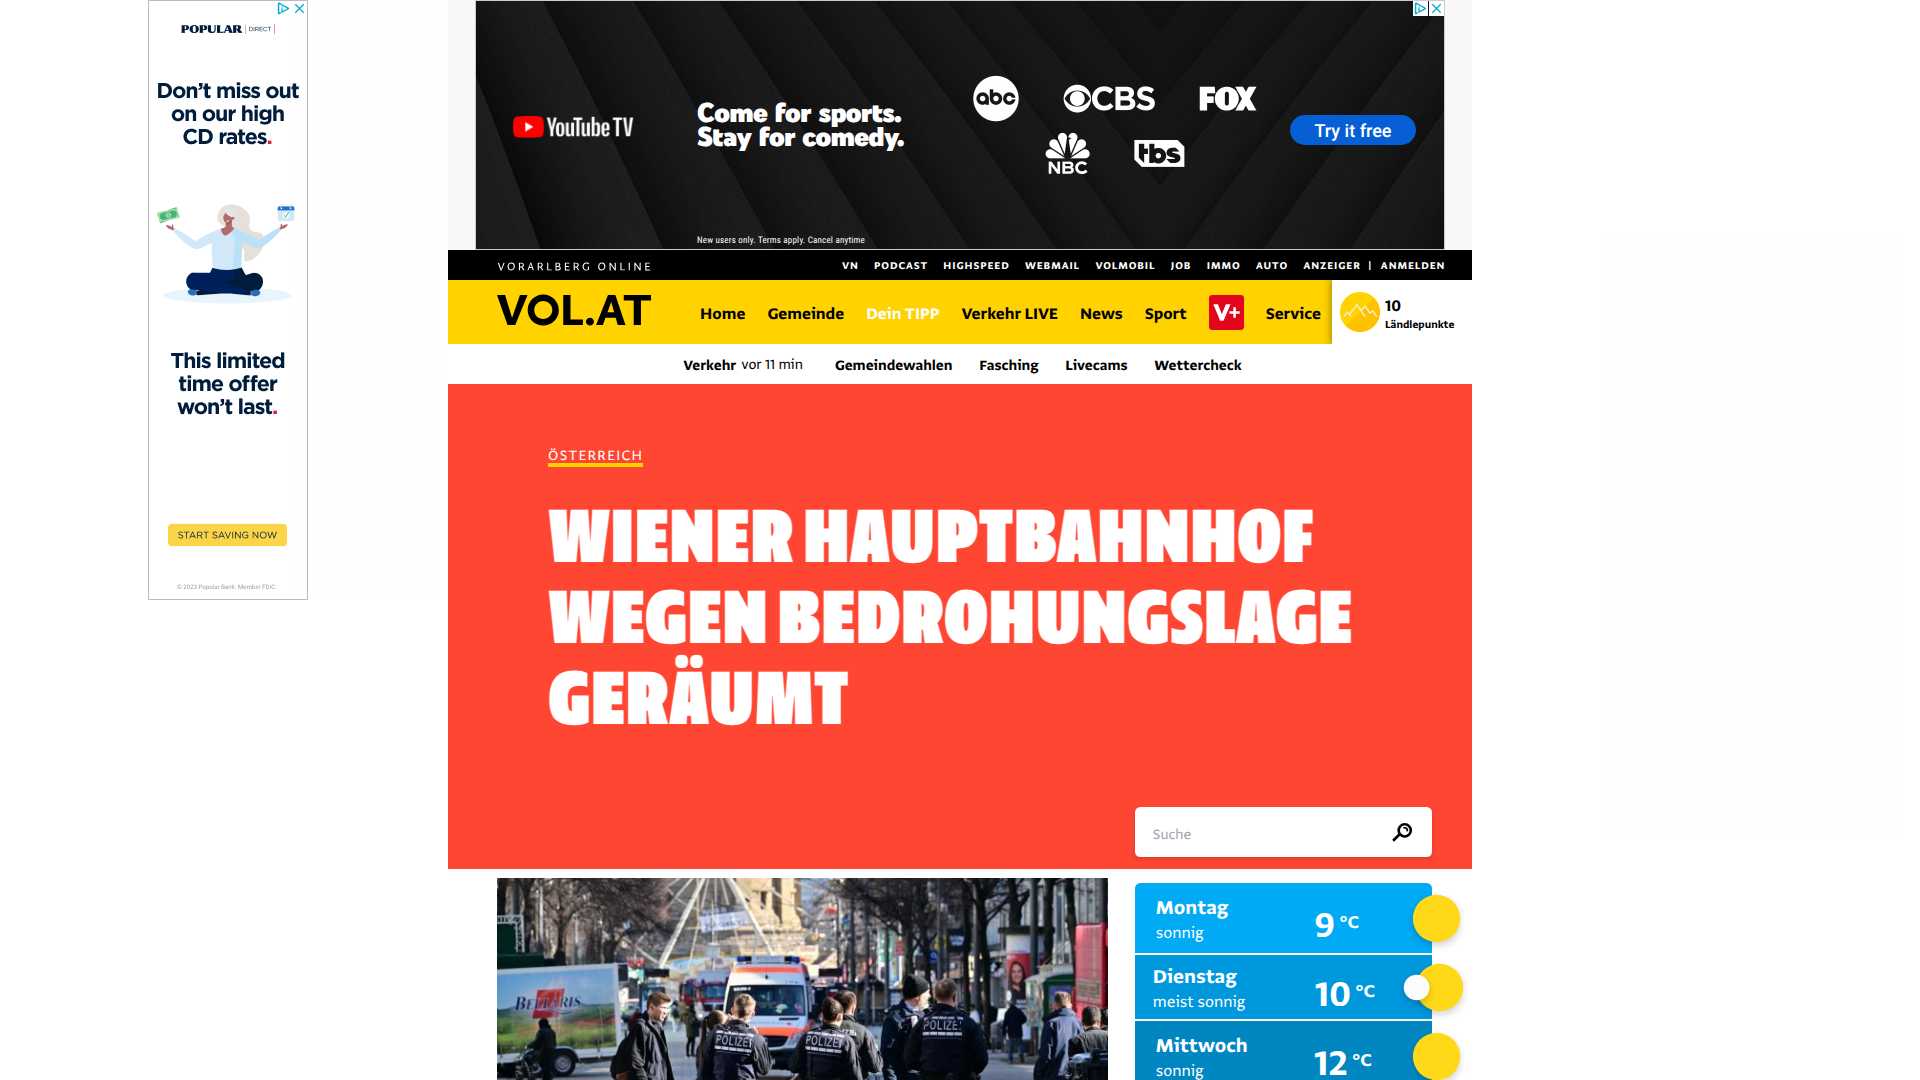 POPULAR | DIRECT
Don’t miss out
on our high
CD rates.
This limited
time offer
won’t last.
START SAVING NOW
© 2023 Popular Bank. Member FDIC.
YouTube TV
Come for sports.
Stay for comedy.
New users only. Terms apply. Cancel anytime
abc
CBS
FOX
NBC
tbs
Try it free
VORARLBERG ONLINE
VN PODCAST HIGHSPEED WEBMAIL VOLMOBIL JOB IMMO AUTO ANZEIGER | ANMELDEN
VOL.AT
Home Gemeinde Dein TIPP Verkehr LIVE News Sport V+ Service
10
Ländlepunkte
Verkehr vor 11 min Gemeindewahlen Fasching Livecams Wettercheck
ÖSTERREICH
WIENER HAUPTBAHNHOF
WEGEN BEDROHUNGSLAGE
GERÄUMT
Suche
POLIZEI
POLIZEI
POLIZEI
Montag
sonnig
9 °C
Dienstag
meist sonnig
10 °C
Mittwoch
sonnig
12 °C